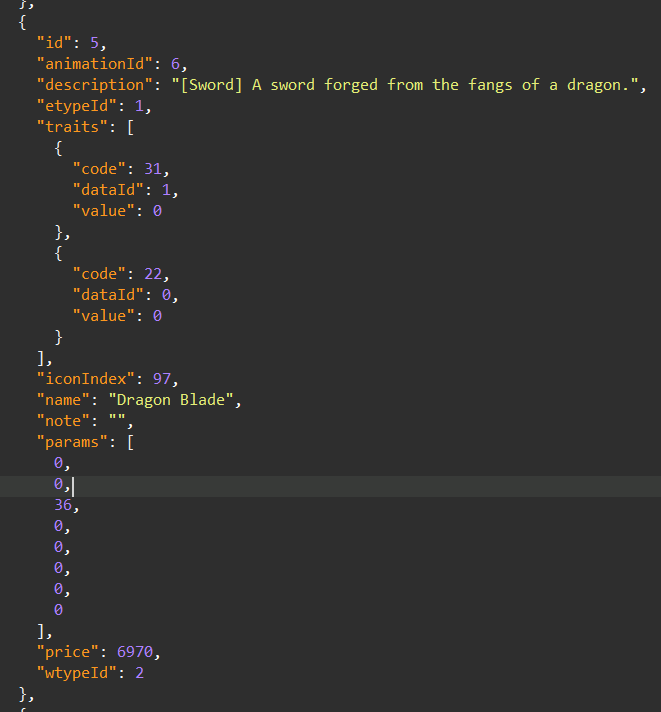 },
{
"id": 5,
"animationId": 6,
"description": "[Sword] A sword forged from the fangs of a dragon.",
"etypeId": 1,
"traits": [
{
"code": 31,
"dataId": 1,
"value": 0
},
{
"code": 22,
"dataId": 0,
"value": 0
}
],
"iconIndex": 97,
"name": "Dragon Blade",
"note": "",
"params": [
0,
0,
36,
0,
0,
0,
0,
0
],
"price": 6970,
"wtypeId": 2
},
{